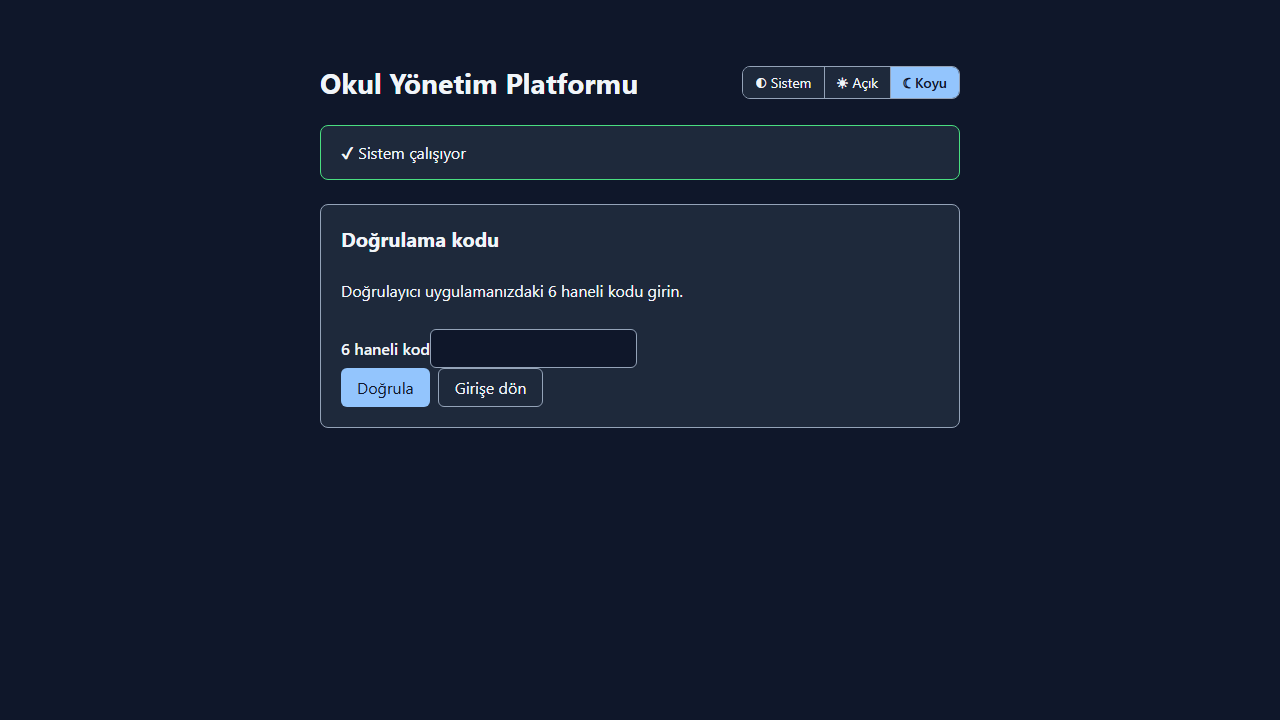 Okul Yönetim Platformu
◐ Sistem ☀ Açık ☾ Koyu
✓ Sistem çalışıyor
Doğrulama kodu
Doğrulayıcı uygulamanızdaki 6 haneli kodu girin.
6 haneli kod
Doğrula Girişe dön